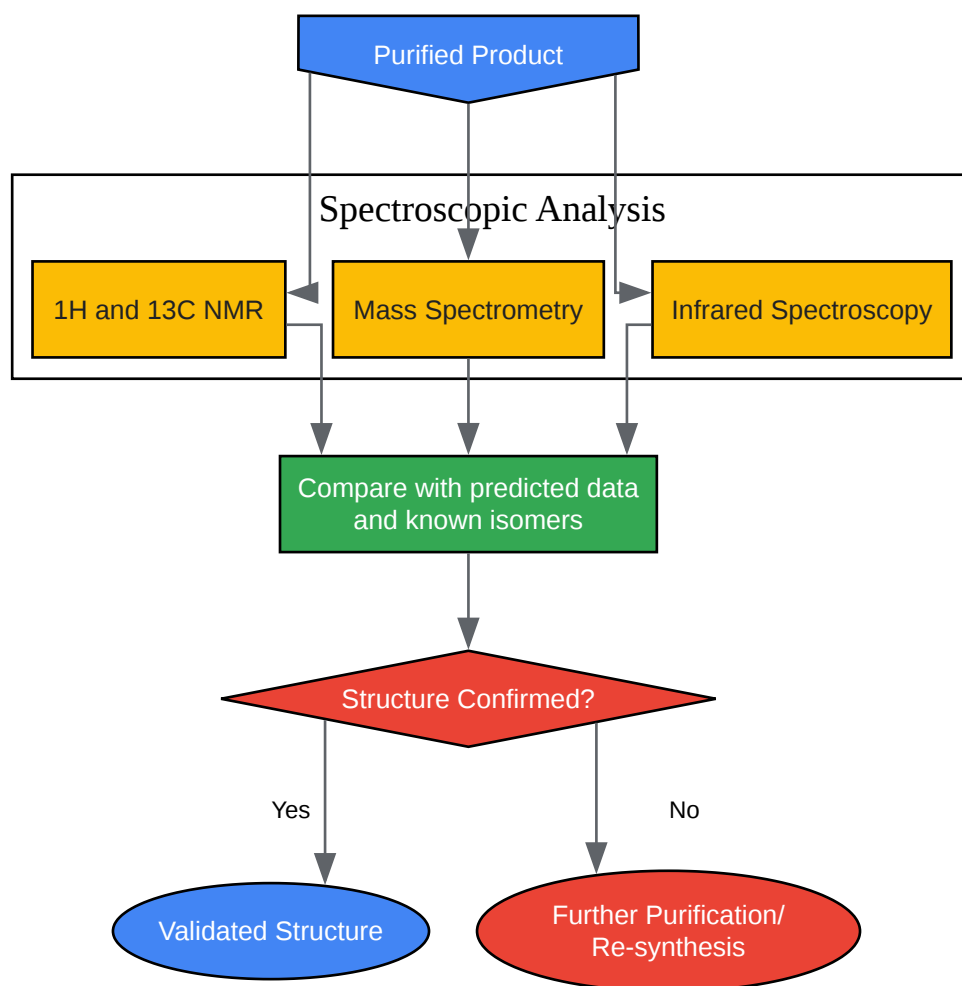 Purified Product
Spectroscopic Analysis
1H and 13C NMR
Mass Spectrometry
Infrared Spectroscopy
Compare with predicted data
and known isomers
Structure Confirmed?
Yes
No
Validated Structure
Further Purification/
Re-synthesis